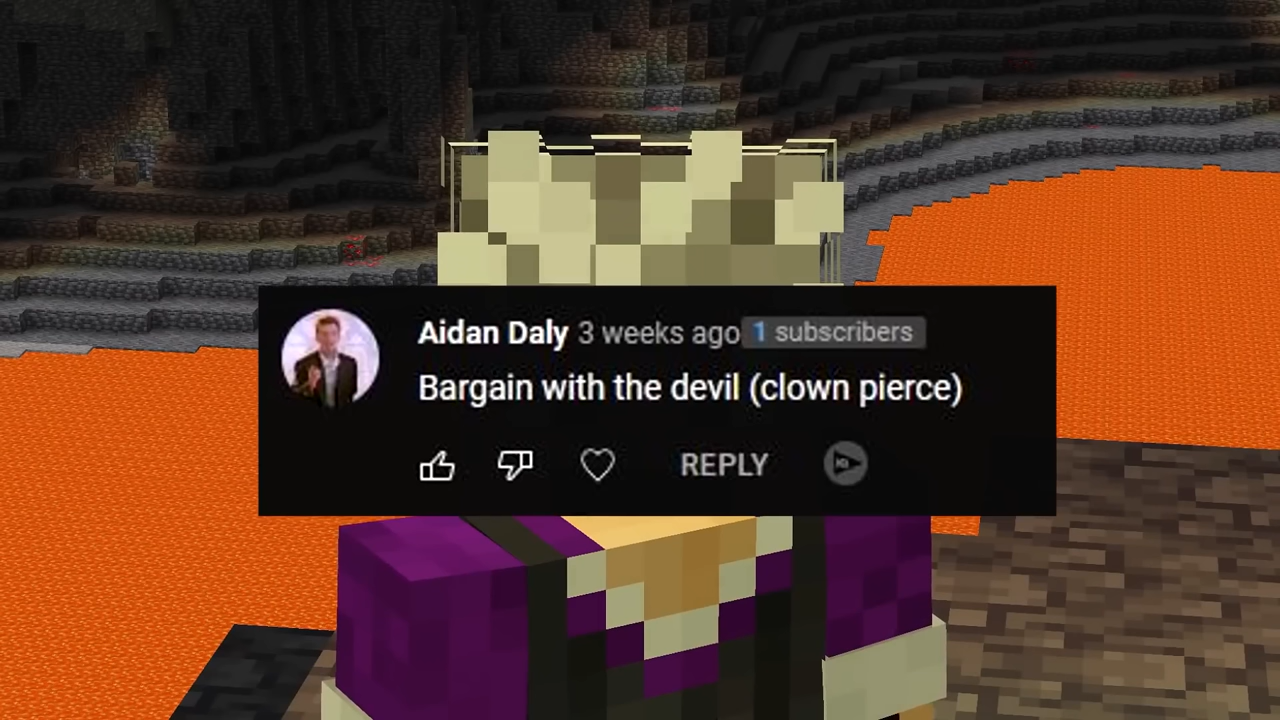 Aidan Daly 3 weeks ago 1 subscribers
Bargain with the devil (clown pierce)
REPLY